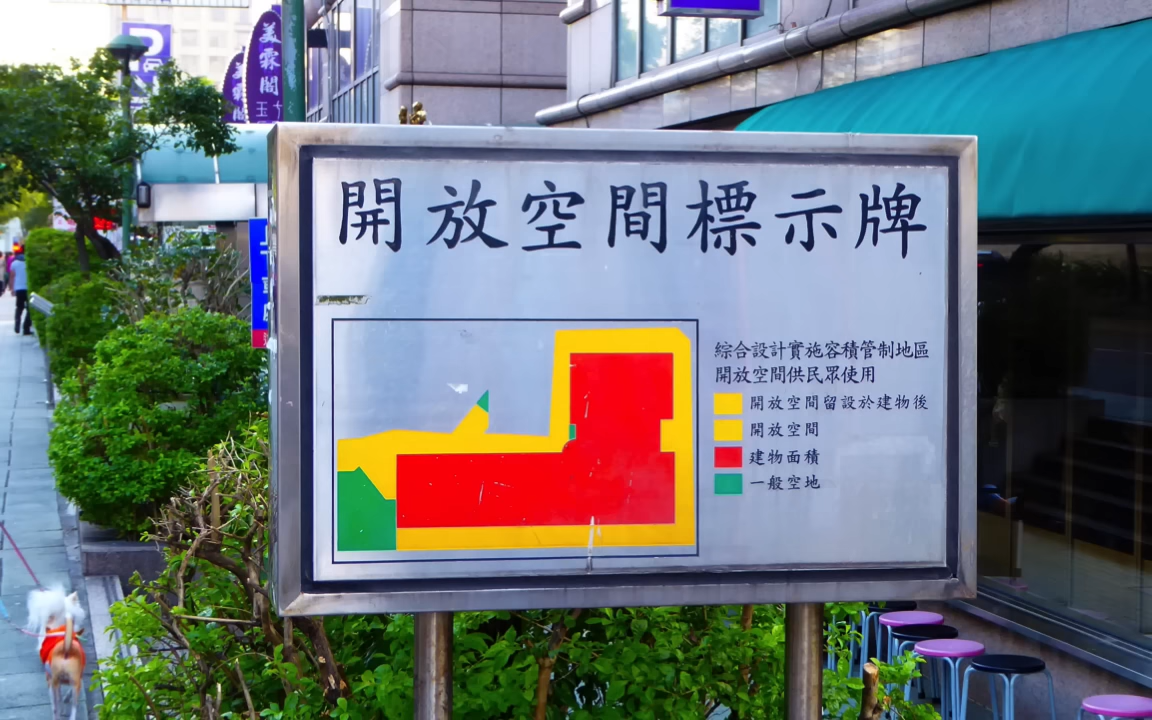 美霖閣
開放空間標示牌
綜合設計實施容積管制地區
開放空間供民眾使用
開放空間留設於建物後
開放空間
建物面積
一般空地